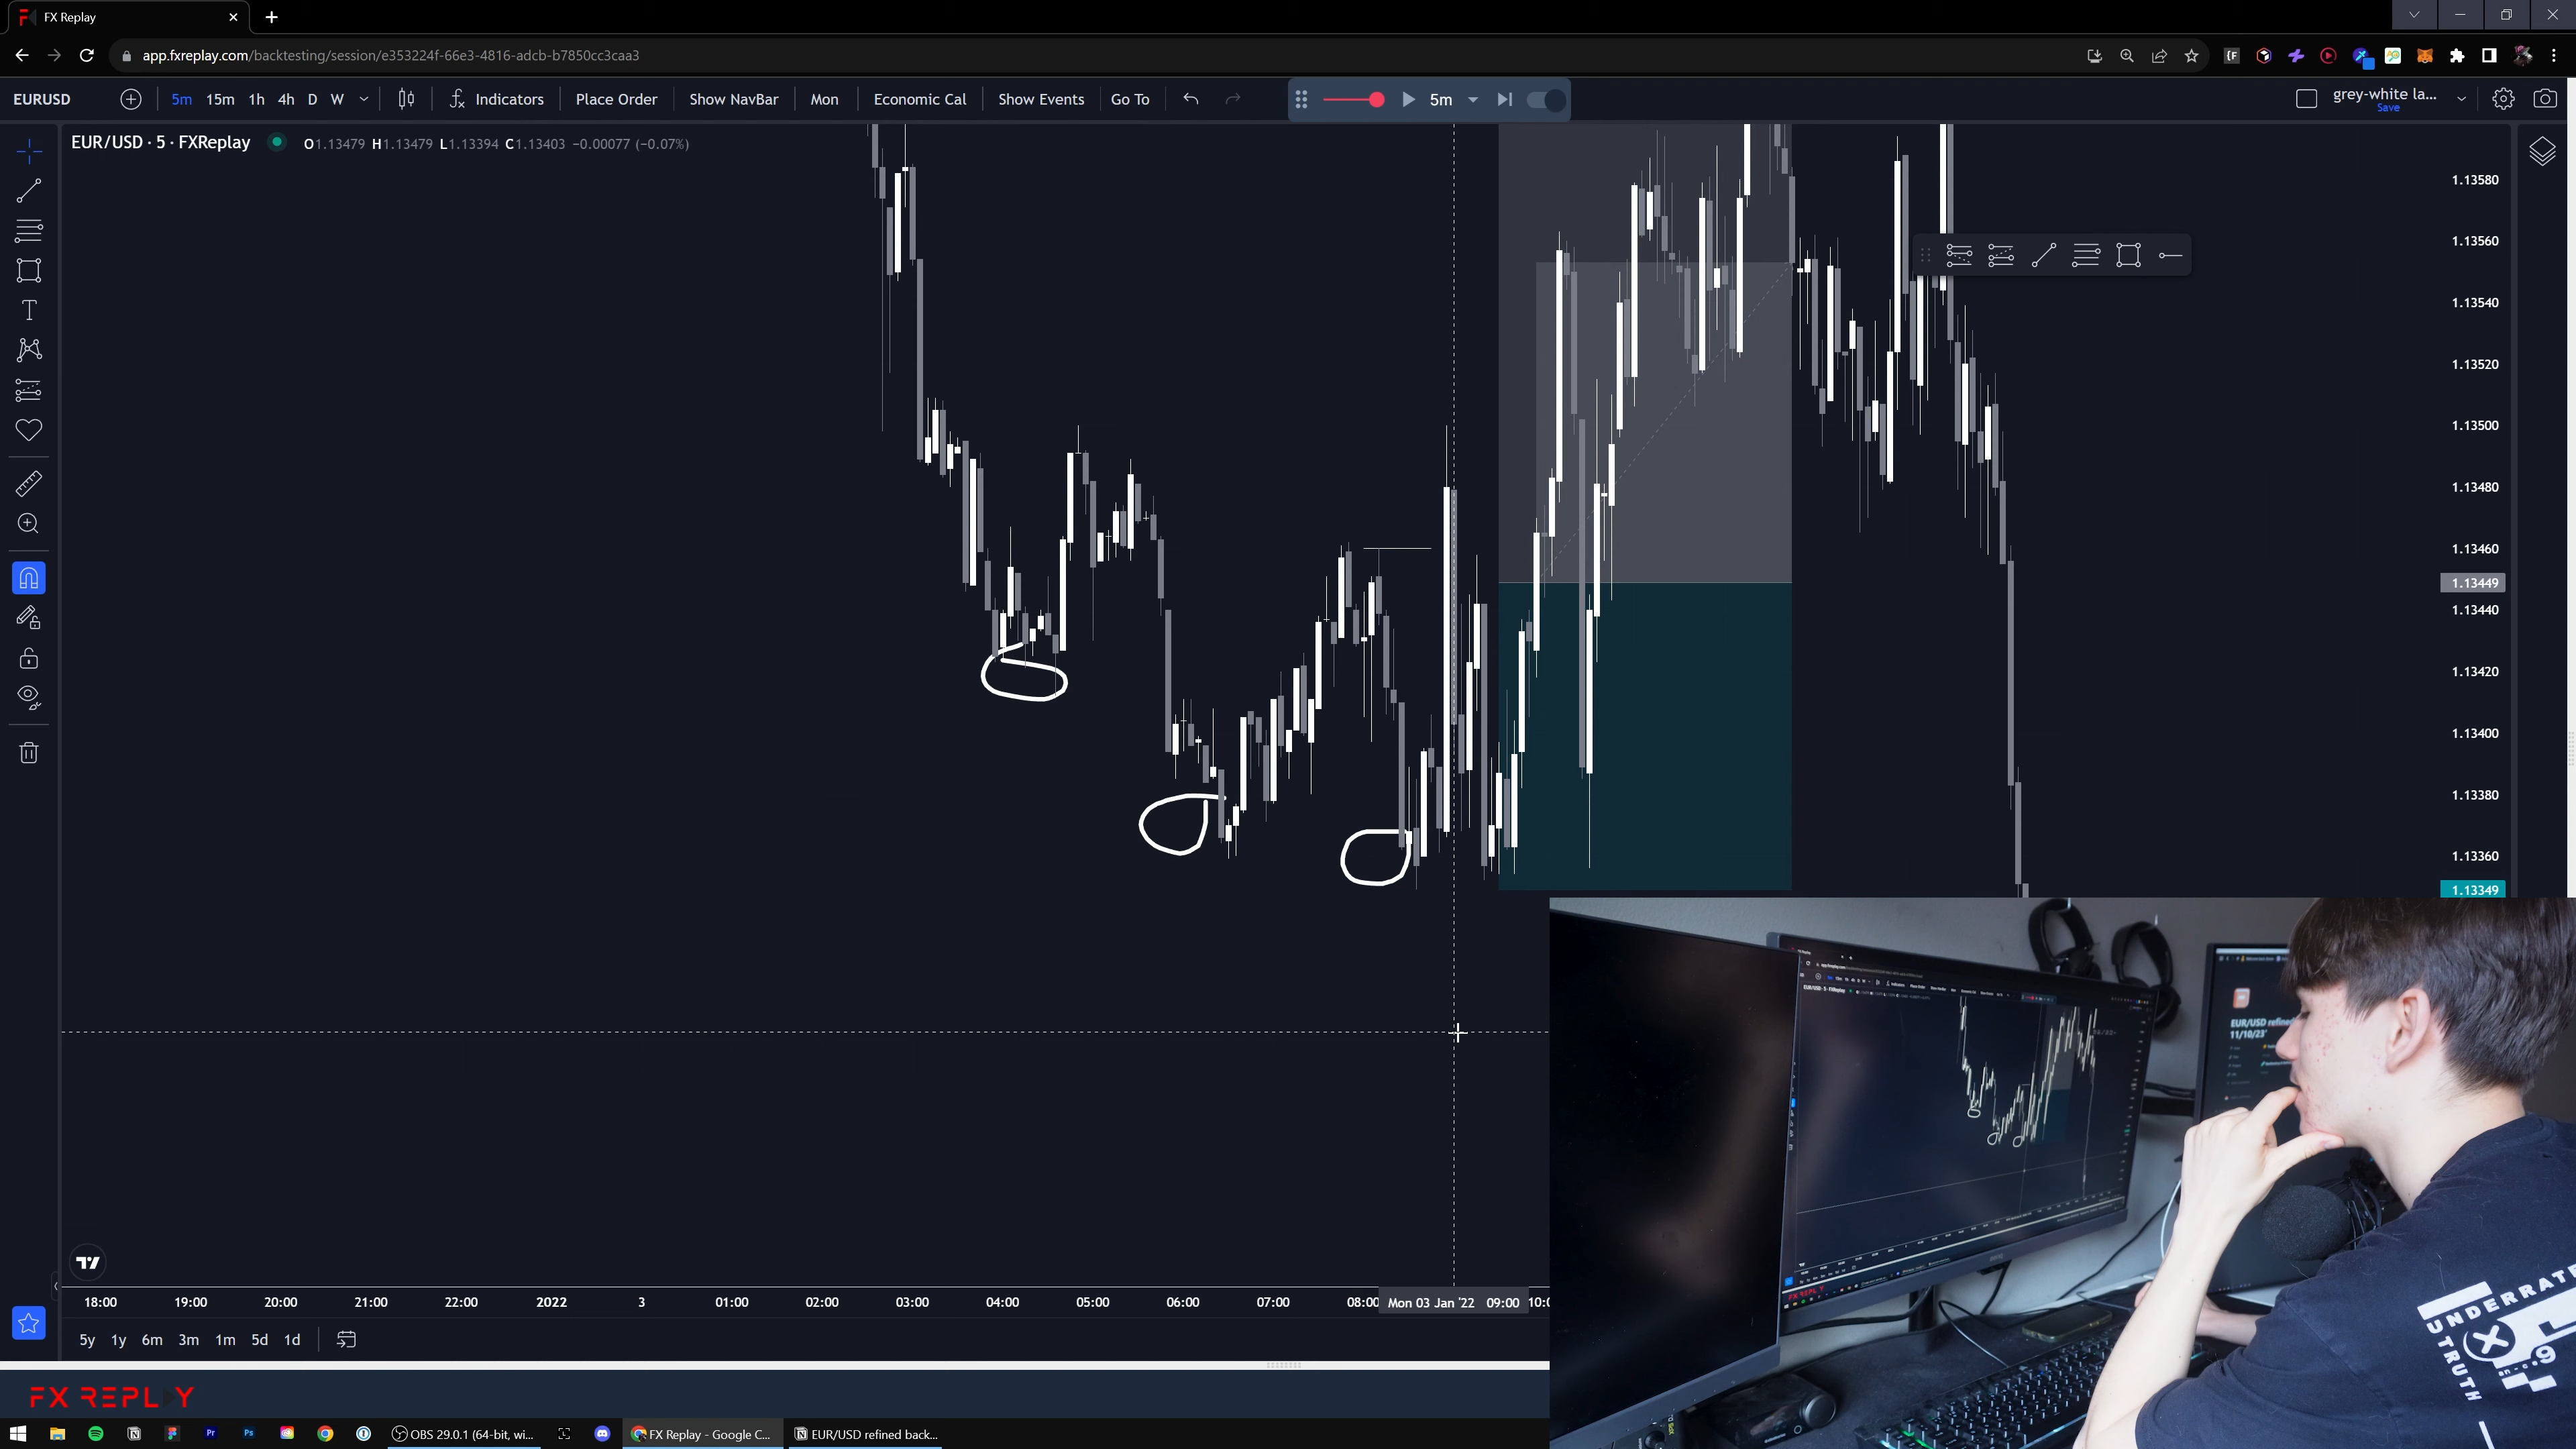 FX Replay
app.fxreplay.com/backtesting/session/e353224f-66e3-4816-adcb-b7850cc3caa3
EURUSD 5m 15m 1h 4h D W Indicators Place Order Show NavBar Mon Economic Cal Show Events Go To 5m grey-white la...
Save
EUR/USD · 5 · FXReplay O1.13479 H1.13479 L1.13394 C1.13403 −0.00077 (−0.07%)
1.13580
1.13560
1.13540
1.13520
1.13500
1.13480
1.13460
1.13449
1.13440
1.13420
1.13400
1.13380
1.13360
1.13349
EUR/USD refined
11/10/23'
UNDERRATE
UTRUTH
18:00 19:00 20:00 21:00 22:00 2022 3 01:00 02:00 03:00 04:00 05:00 06:00 07:00 08:00 Mon 03 Jan '22 09:00
5y 1y 6m 3m 1m 5d 1d
FX REPLAY
OBS 29.0.1 (64-bit, wi... FX Replay - Google C... EUR/USD refined back...